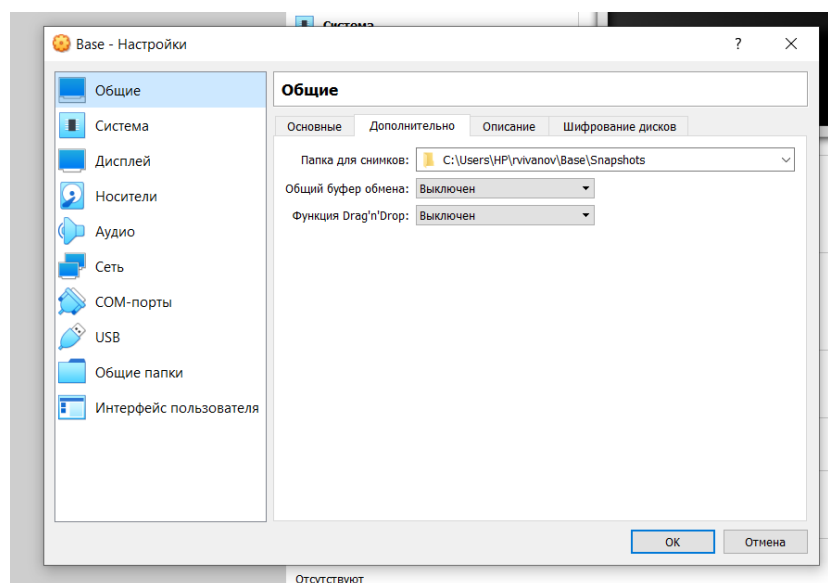 Система
Base - Настройки
?
Общие
Система
Дисплей
Носители
Аудио
Сеть
COM-порты
USB
Общие папки
Интерфейс пользователя
Общие
Основные Дополнительно Описание Шифрование дисков
Папка для снимков: C:\Users\HP\rvivanov\Base\Snapshots
Общий буфер обмена: Выключен
Функция Drag'n'Drop: Выключен
OK Отмена
Отсутствуют